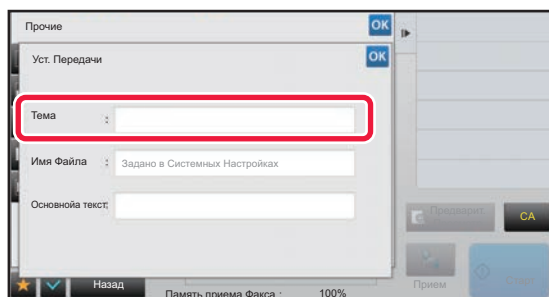 Прочие
OK
Уст. Передачи
OK
Тема :
Имя Файла : Задано в Системных Настройках
Основнойа текст:
Предварит.
CA
Назад
Память приема Факса : 100%
Прием
Старт